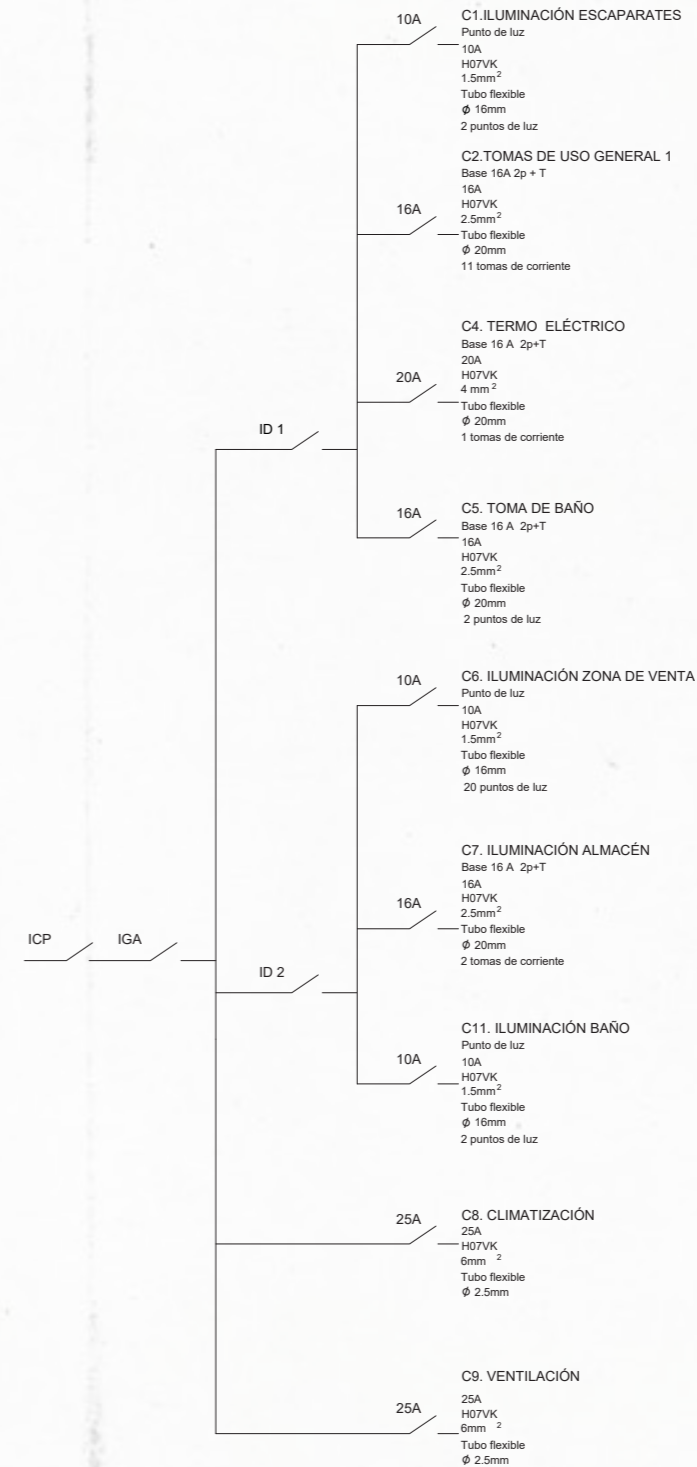 10A
C1.ILUMINACIÓN ESCAPARATES
Punto de luz
10A
H07VK
1.5mm²
Tubo flexible
ϕ 16mm
2 puntos de luz
C2.TOMAS DE USO GENERAL 1
Base 16A 2p + T
16A
16A
H07VK
2.5mm²
Tubo flexible
ϕ 20mm
11 tomas de corriente
C4. TERMO ELÉCTRICO
Base 16 A 2p+T
20A
20A
H07VK
4 mm²
Tubo flexible
ϕ 20mm
1 tomas de corriente
ID 1
C5. TOMA DE BAÑO
16A
Base 16 A 2p+T
16A
H07VK
2.5mm²
Tubo flexible
ϕ 20mm
2 puntos de luz
C6. ILUMINACIÓN ZONA DE VENTA
10A
Punto de luz
10A
H07VK
1.5mm²
Tubo flexible
ϕ 16mm
20 puntos de luz
C7. ILUMINACIÓN ALMACÉN
Base 16 A 2p+T
16A
16A
H07VK
2.5mm²
Tubo flexible
ϕ 20mm
2 tomas de corriente
ICP
IGA
ID 2
C11. ILUMINACIÓN BAÑO
Punto de luz
10A
10A
H07VK
1.5mm²
Tubo flexible
ϕ 16mm
2 puntos de luz
C8. CLIMATIZACIÓN
25A
25A
H07VK
6mm ²
Tubo flexible
ϕ 2.5mm
C9. VENTILACIÓN
25A
25A
H07VK
6mm ²
Tubo flexible
ϕ 2.5mm